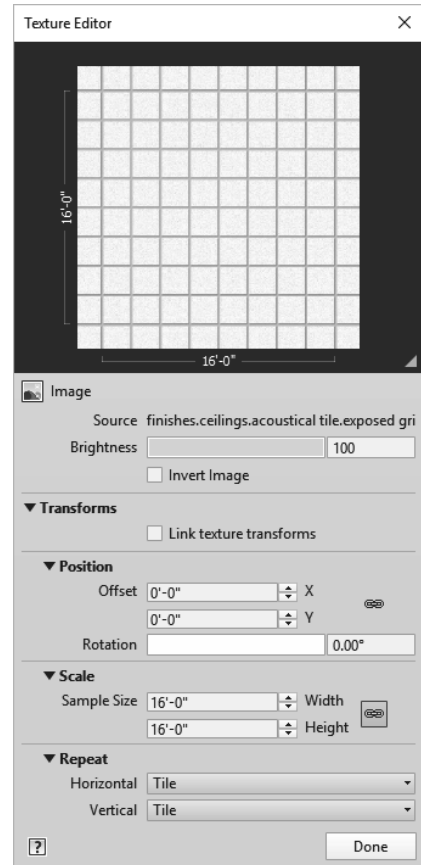 Texture Editor
16'-0"
16'-0"
Image
Source finishes.ceilings.acoustical tile.exposed gri
Brightness 100
Invert Image
Transforms
Link texture transforms
Position
Offset 0'-0" X
0'-0" Y
Rotation 0.00°
Scale
Sample Size 16'-0" Width
16'-0" Height
Repeat
Horizontal Tile
Vertical Tile
? Done